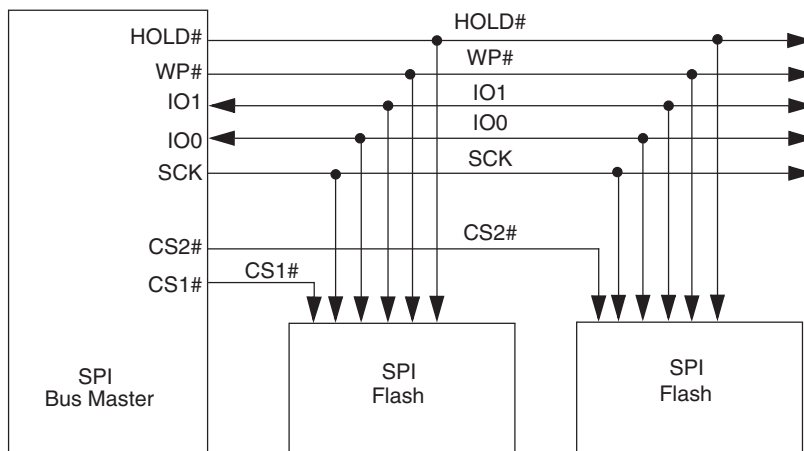 HOLD#
HOLD#
WP#
WP#
IO1
IO1
IO0
IO0
SCK
SCK
CS2#
CS2#
CS1#
CS1#
SPI
Bus Master
SPI
Flash
SPI
Flash